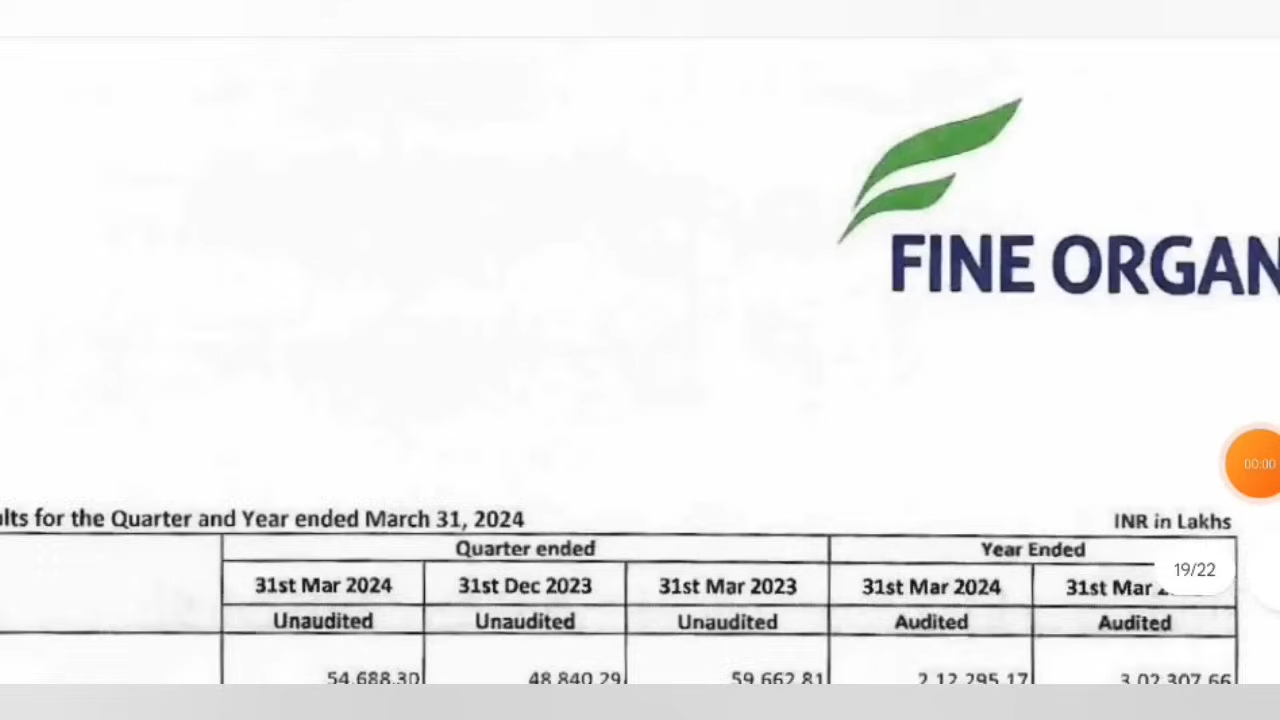 FINE ORGAN
00:00
lts for the Quarter and Year ended March 31, 2024
INR in Lakhs
Quarter ended
Year Ended
19/22
31st Mar 2024
31st Dec 2023
31st Mar 2023
31st Mar 2024
31st Mar
Unaudited
Unaudited
Unaudited
Audited
Audited
54,688.30
48,840.29
59,662.81
2,12,295.17
3,02,307.66